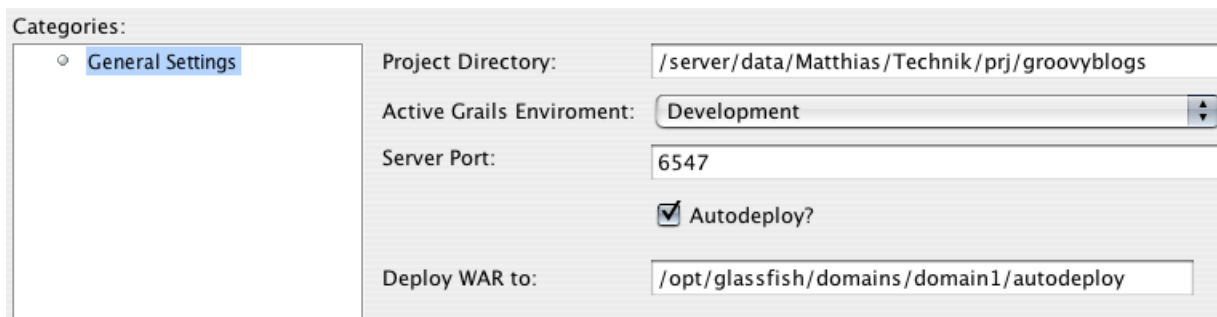 Categories:
General Settings
Project Directory: /server/data/Matthias/Technik/prj/groovyblogs
Active Grails Enviroment: Development
Server Port: 6547
Autodeploy?
Deploy WAR to: /opt/glassfish/domains/domain1/autodeploy